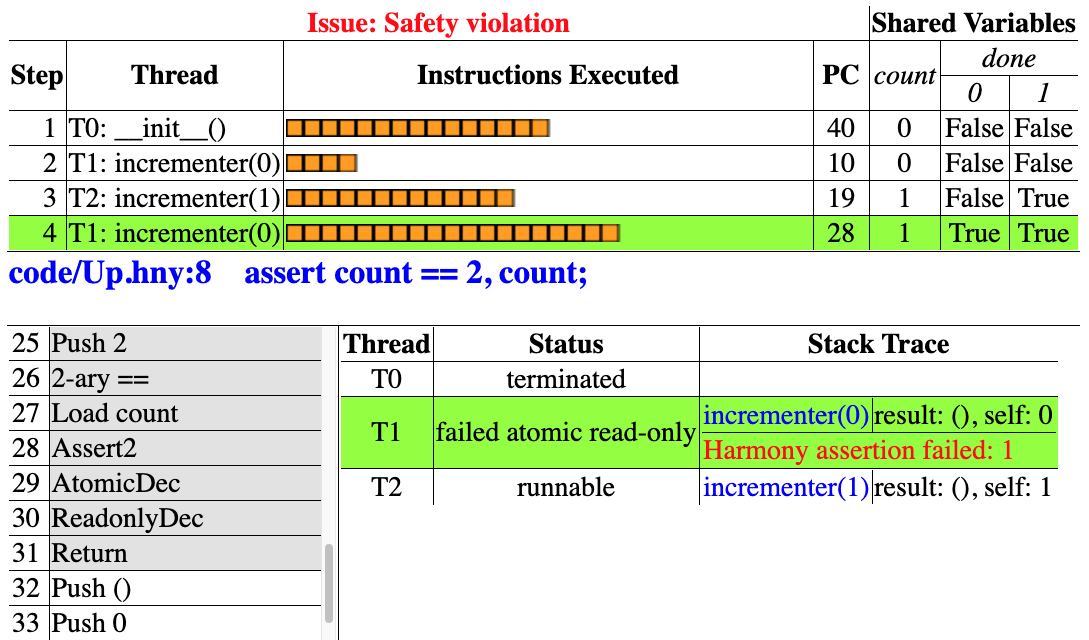 Issue: Safety violation Shared Variables
Step Thread Instructions Executed PC count done
0 1
1 T0: __init__() 40 0 False False
2 T1: incrementer(0) 10 0 False False
3 T2: incrementer(1) 19 1 False True
4 T1: incrementer(0) 28 1 True True
code/Up.hny:8 assert count == 2, count;
25 Push 2
26 2-ary ==
27 Load count
28 Assert2
29 AtomicDec
30 ReadonlyDec
31 Return
32 Push ()
33 Push 0
Thread Status Stack Trace
T0 terminated
T1 failed atomic read-only incrementer(0) result: (), self: 0
Harmony assertion failed: 1
T2 runnable incrementer(1) result: (), self: 1